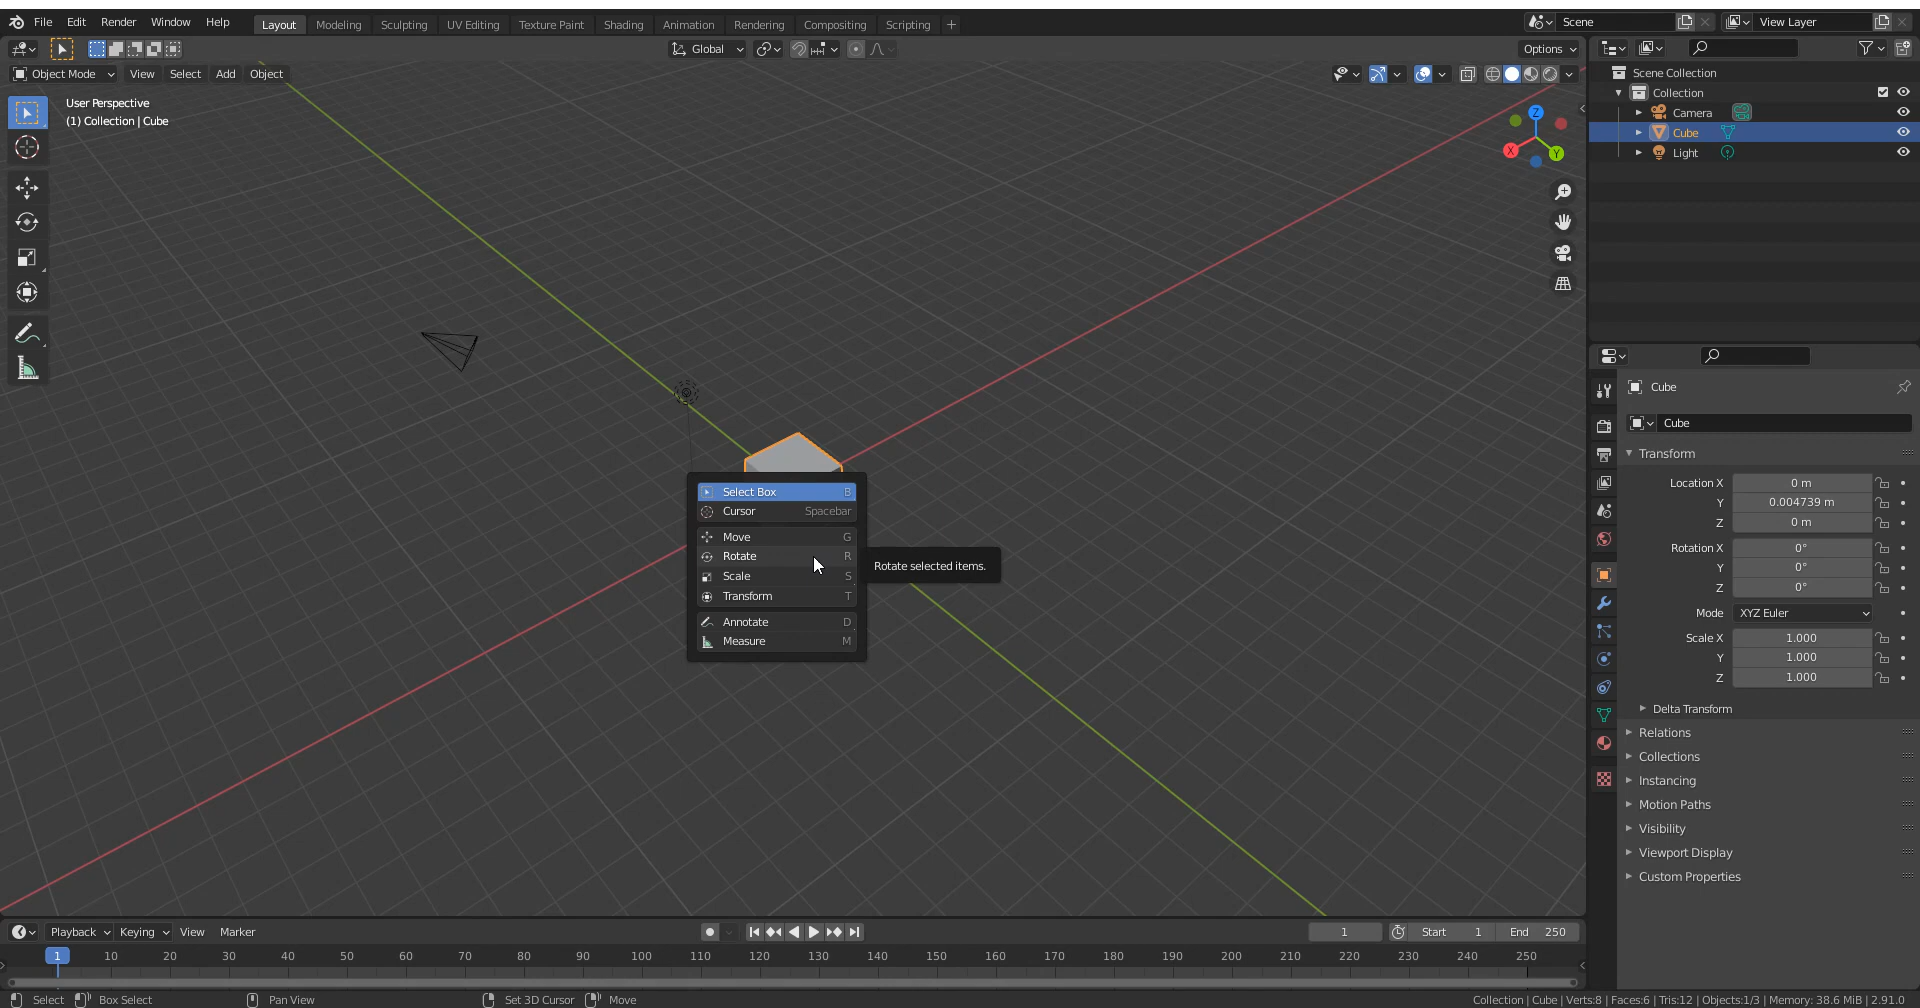 File Edit Render Window Help Layout Modeling Sculpting UV Editing Texture Paint Shading Animation Rendering Compositing Scripting + Scene View Layer
Global Options
Object Mode View Select Add Object
User Perspective
(1) Collection | Cube
Z
X
Y
Select Box B
Cursor Spacebar
Move G
Rotate R
Scale S
Transform T
Annotate D
Measure M
Rotate selected items.
Scene Collection
Collection
Camera
Cube
Light
Cube
Cube
Transform
Location X 0 m
Y 0.004739 m
Z 0 m
Rotation X 0°
Y 0°
Z 0°
Mode XYZ Euler
Scale X 1.000
Y 1.000
Z 1.000
Delta Transform
Relations
Collections
Instancing
Motion Paths
Visibility
Viewport Display
Custom Properties
Playback Keying View Marker 1 Start 1 End 250
1 10 20 30 40 50 60 70 80 90 100 110 120 130 140 150 160 170 180 190 200 210 220 230 240 250
Select Box Select Pan View Set 3D Cursor Move Collection | Cube | Verts:8 | Faces:6 | Tris:12 | Objects:1/3 | Memory: 38.6 MiB | 2.91.0